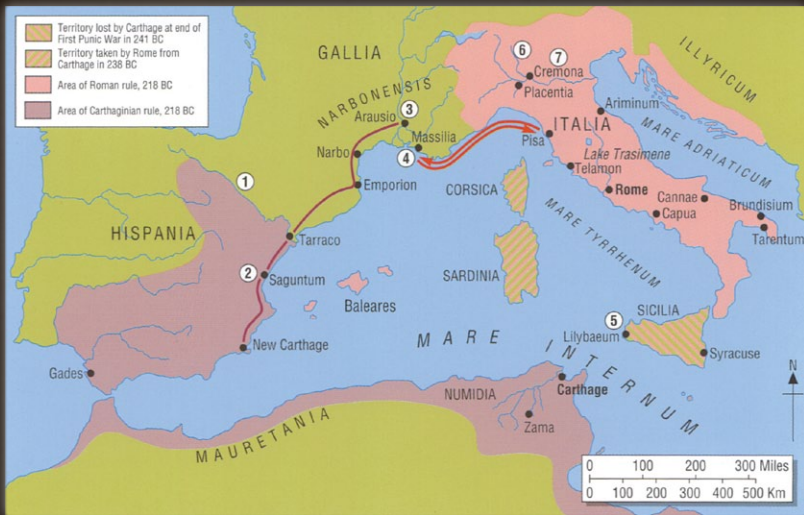 Territory lost by Carthage at end of
First Punic War in 241 BC
Territory taken by Rome from
Carthage in 238 BC
Area of Roman rule, 218 BC
Area of Carthaginian rule, 218 BC
GALLIA
NARBONENSIS
ILLYRICUM
6
7
Cremona
Placentia
3
Arausio
Massilia
4
Narbo
Emporion
Pisa
ITALIA
Ariminum
MARE ADRIATICUM
Lake Trasimene
Telamon
Rome
CORSICA
Cannae
Capua
Brundisium
Tarentum
MARE TYRRHENUM
1
HISPANIA
Tarraco
2
Saguntum
SARDINIA
Baleares
New Carthage
Gades
MARE INTERNUM
5
SICILIA
Lilybaeum
Syracuse
NUMIDIA
Carthage
Zama
MAURETANIA
N
0 100 200 300 Miles
0 100 200 300 400 500 Km